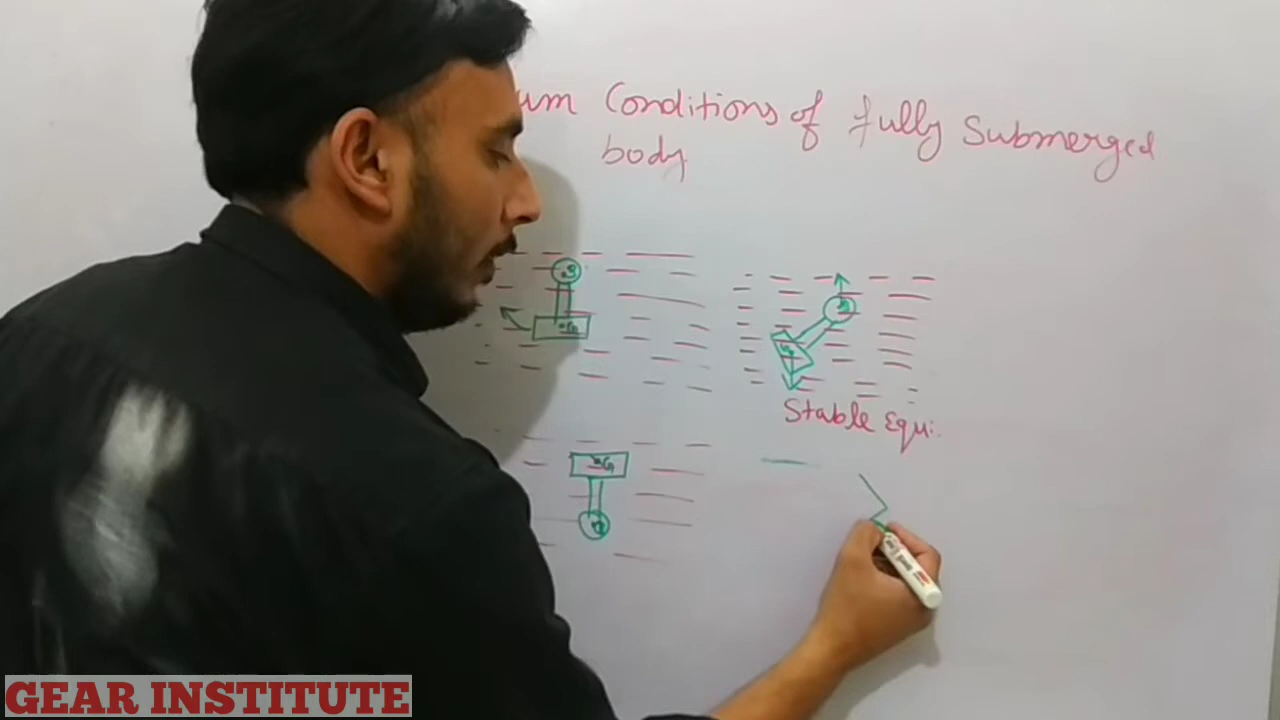 um Conditions of fully Submerged
body
B
G
B
G
Stable Equi.
G
B
GEAR INSTITUTE